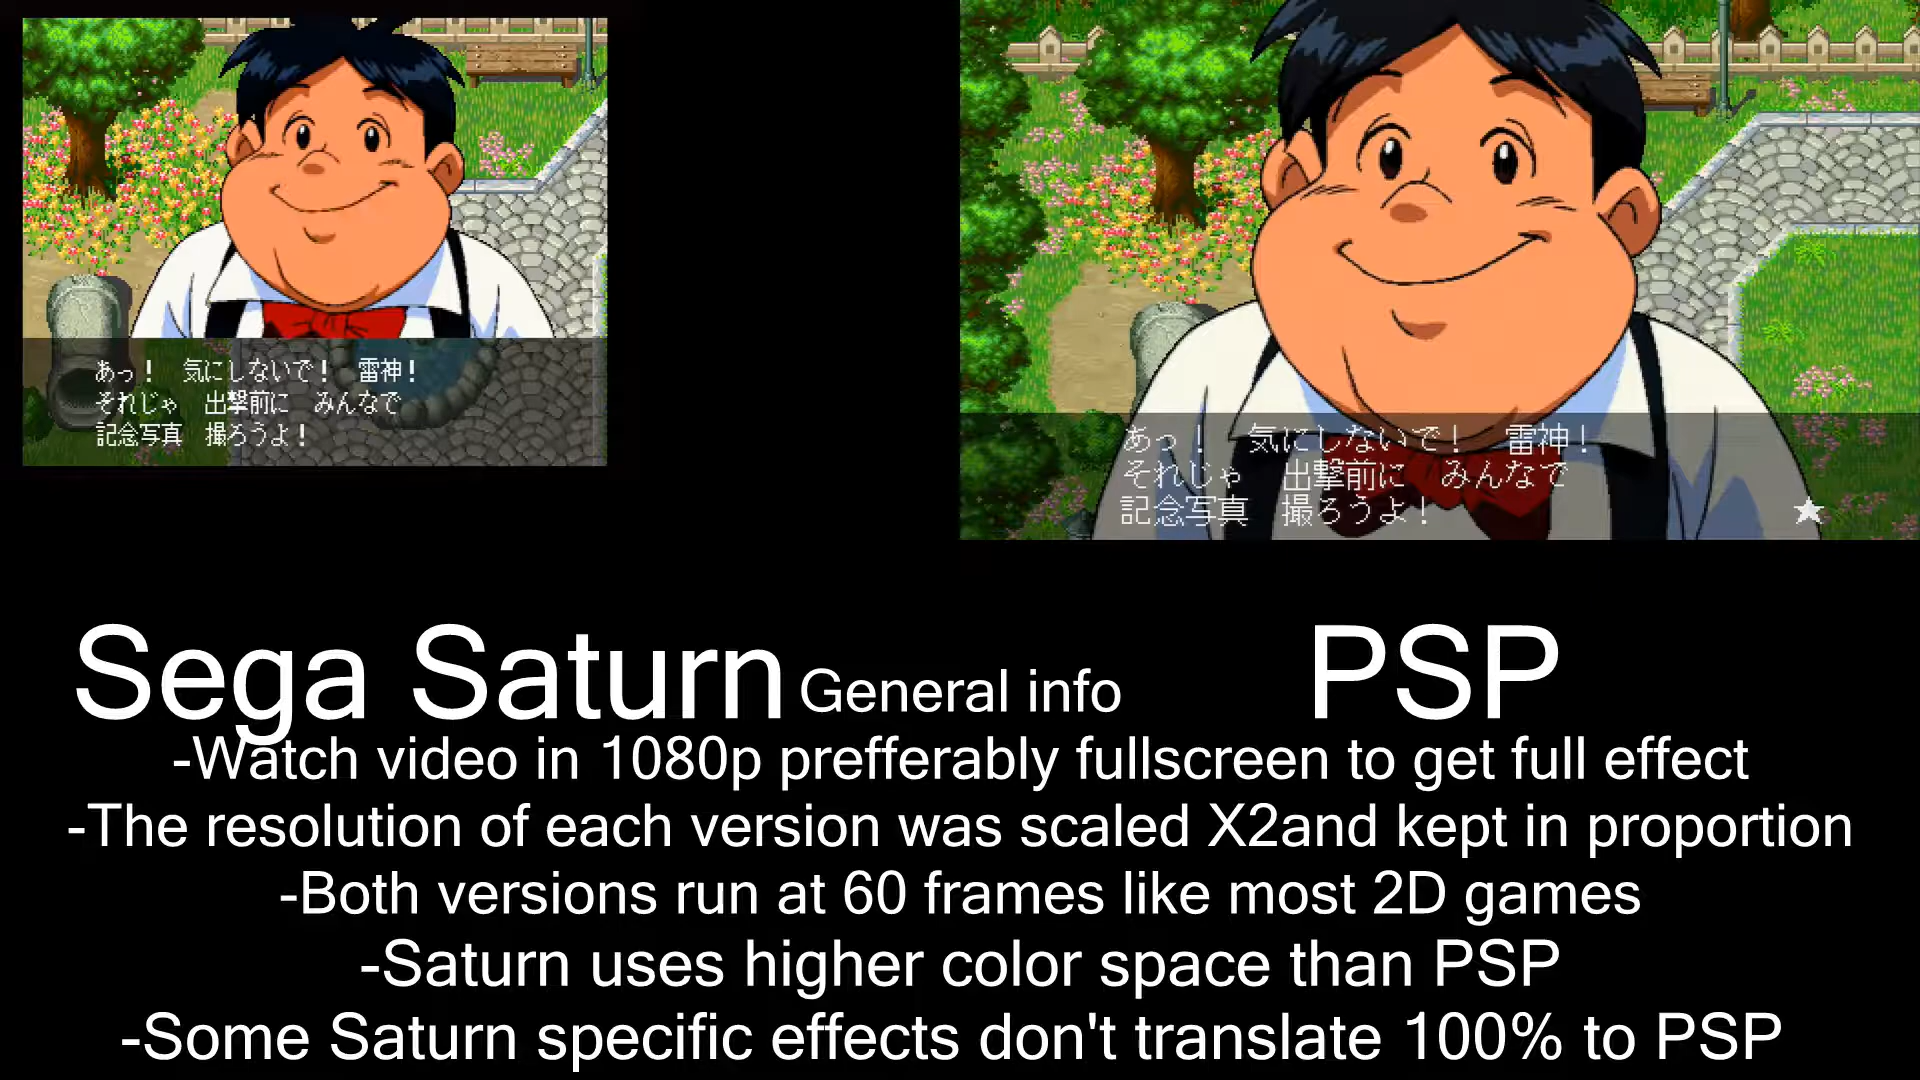 あっ！　気にしないで！　雷神！
それじゃ　出撃前に　みんなで
記念写真　撮ろうよ！
あっ！　気にしないで！　雷神！
それじゃ　出撃前に　みんなで
記念写真　撮ろうよ！
Sega Saturn
General info
PSP
-Watch video in 1080p prefferably fullscreen to get full effect
-The resolution of each version was scaled X2and kept in proportion
-Both versions run at 60 frames like most 2D games
-Saturn uses higher color space than PSP
-Some Saturn specific effects don't translate 100% to PSP